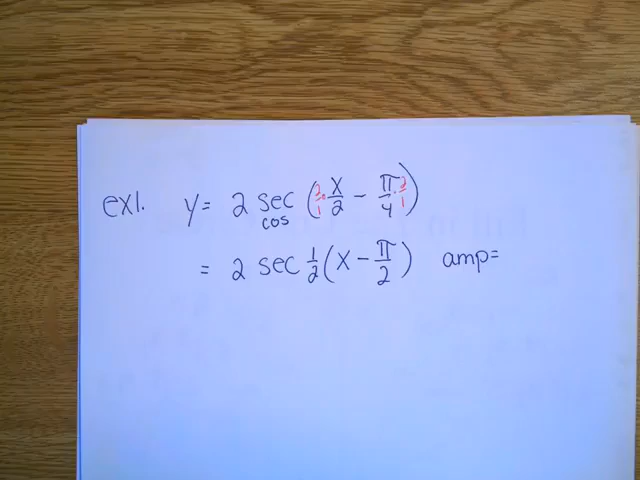 ex1. y = 2 sec (2/1 · x/2 − π/4 · 2/1)
cos
= 2 sec 1/2 (x − π/2) amp=